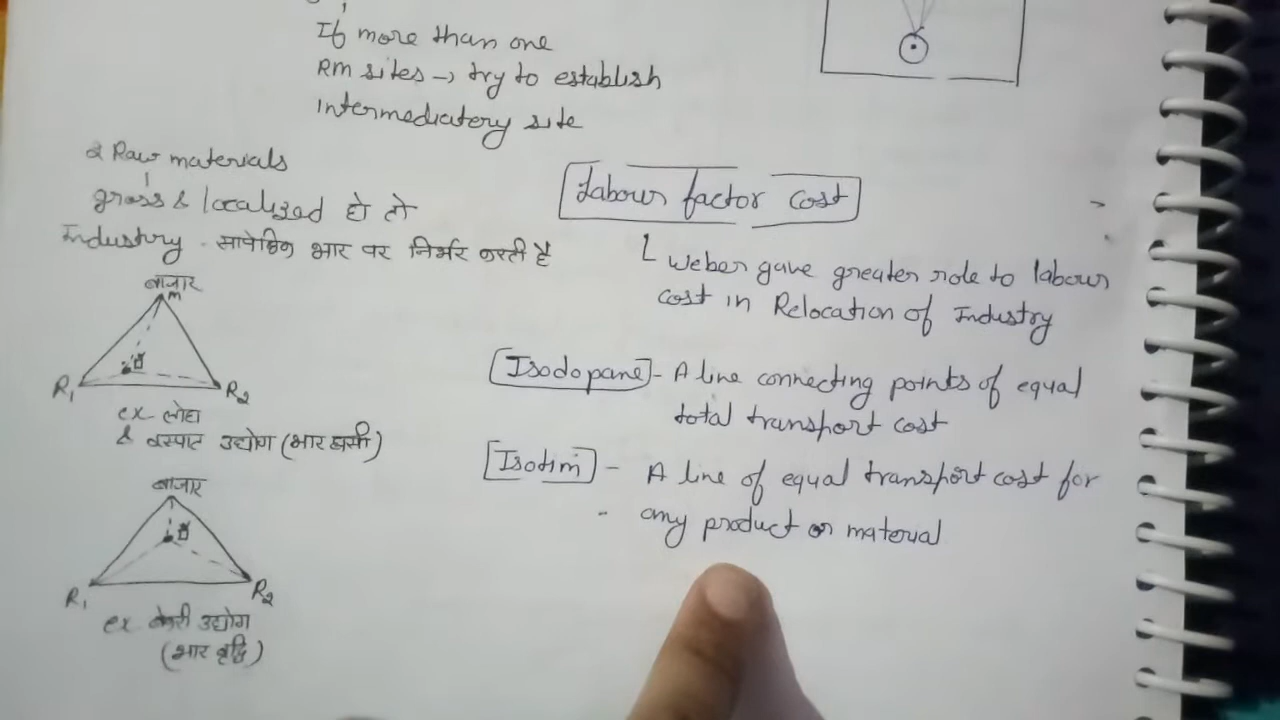 If more than one
RM sites → try to establish
Intermediatory site
2 Raw materials
gross & localized हो तो
Industry - सापेक्षिक भार पर निर्भर करती है
बाजार
m
R1
R2
ex - लोहा
& इस्पात उद्योग (भार ह्रासी)
बाजार
R1
R2
ex बेकरी उद्योग
(भार वृद्धि)
Labour factor cost
Weber gave greater role to labour
cost in Relocation of Industry
Isodopane - A line connecting points of equal
total transport cost
Isotim - A line of equal transport cost for
any product or material